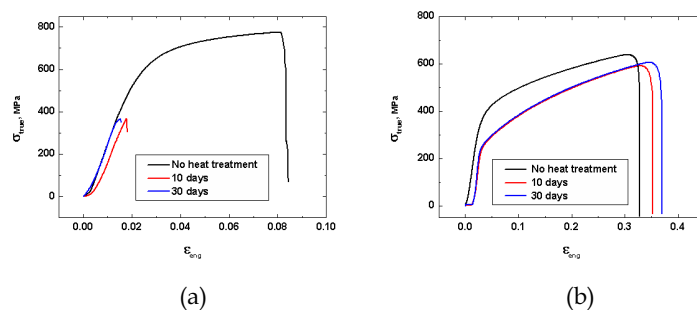 800
600
400
200
0
σtrue, MPa
No heat treatment
10 days
30 days
0.00 0.02 0.04 0.06 0.08 0.10
εeng
(a)
800
600
400
200
0
σtrue, MPa
No heat treatment
10 days
30 days
0.0 0.1 0.2 0.3 0.4
εeng
(b)